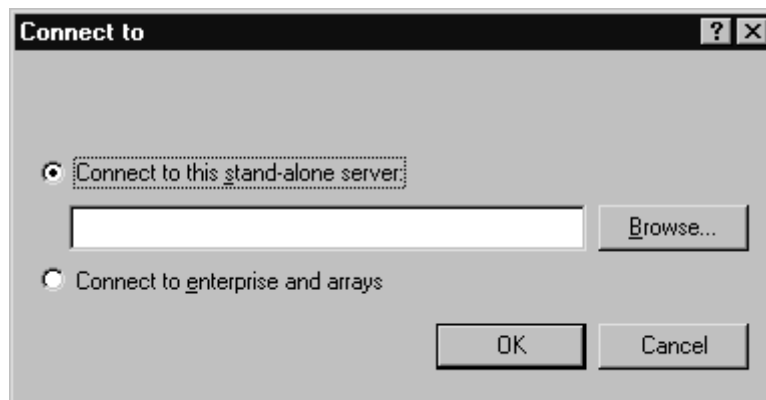 Connect to
Connect to this stand-alone server:
Browse...
Connect to enterprise and arrays
OK Cancel